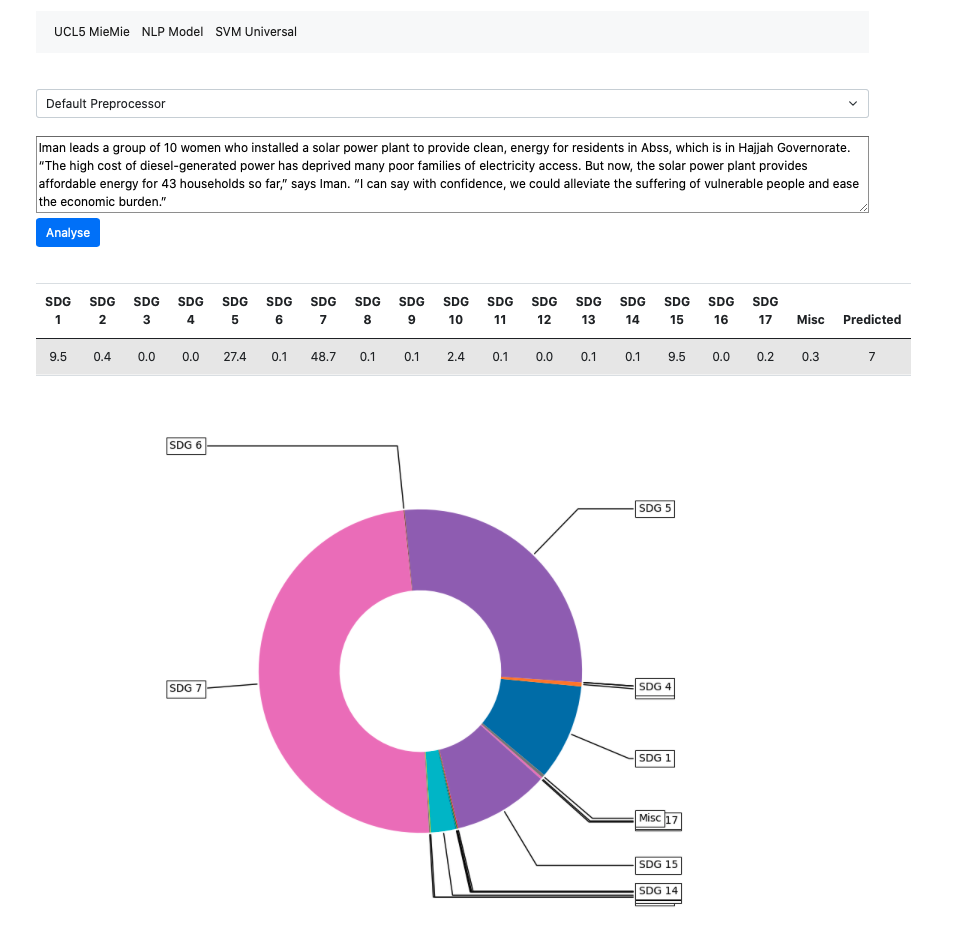 UCL5 MieMie NLP Model SVM Universal
Default Preprocessor
Iman leads a group of 10 women who installed a solar power plant to provide clean, energy for residents in Abss, which is in Hajjah Governorate.
“The high cost of diesel-generated power has deprived many poor families of electricity access. But now, the solar power plant provides
affordable energy for 43 households so far,” says Iman. “I can say with confidence, we could alleviate the suffering of vulnerable people and ease
the economic burden.”
Analyse
SDG SDG SDG SDG SDG SDG SDG SDG SDG SDG SDG SDG SDG SDG SDG SDG SDG
1 2 3 4 5 6 7 8 9 10 11 12 13 14 15 16 17 Misc Predicted
9.5 0.4 0.0 0.0 27.4 0.1 48.7 0.1 0.1 2.4 0.1 0.0 0.1 0.1 9.5 0.0 0.2 0.3 7
SDG 6
SDG 5
SDG 7
SDG 4
SDG 1
Misc 17
SDG 15
SDG 14